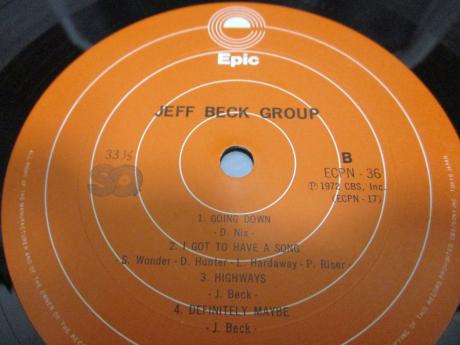 Epic
JEFF BECK GROUP
33⅓
SQ
B
ECPN - 36
Ⓟ 1972 CBS, Inc.
(ECPN - 17)
1. GOING DOWN
- D. Nix -
2. I GOT TO HAVE A SONG
- S. Wonder - D. Hunter - L. Hardaway - P. Riser -
3. HIGHWAYS
- J. Beck -
4. DEFINITELY MAYBE
- J. Beck -